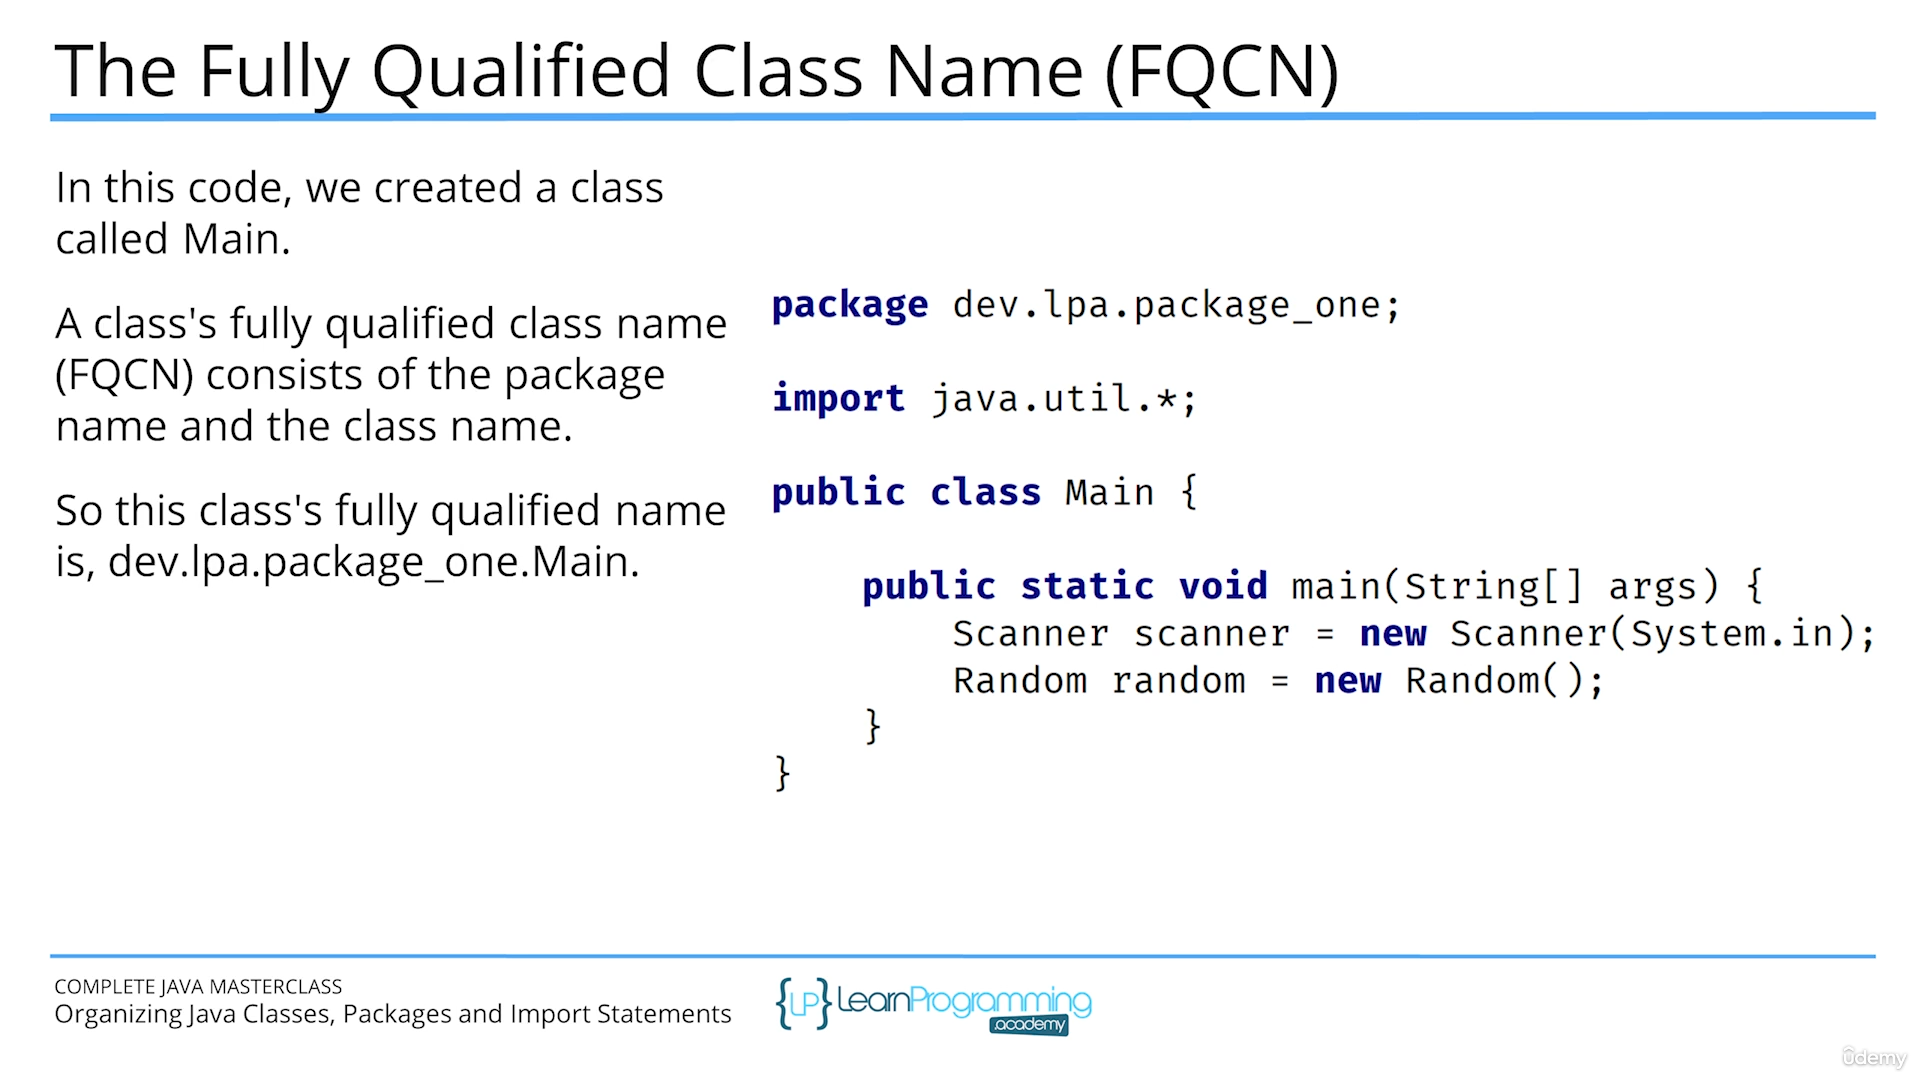 The Fully Qualified Class Name (FQCN)
In this code, we created a class
called Main.
A class's fully qualified class name
(FQCN) consists of the package
name and the class name.
So this class's fully qualified name
is, dev.lpa.package_one.Main.
package dev.lpa.package_one;
import java.util.*;
public class Main {
public static void main(String[] args) {
Scanner scanner = new Scanner(System.in);
Random random = new Random();
}
}
COMPLETE JAVA MASTERCLASS
Organizing Java Classes, Packages and Import Statements
{LP} LearnProgramming
.academy
ûdemy